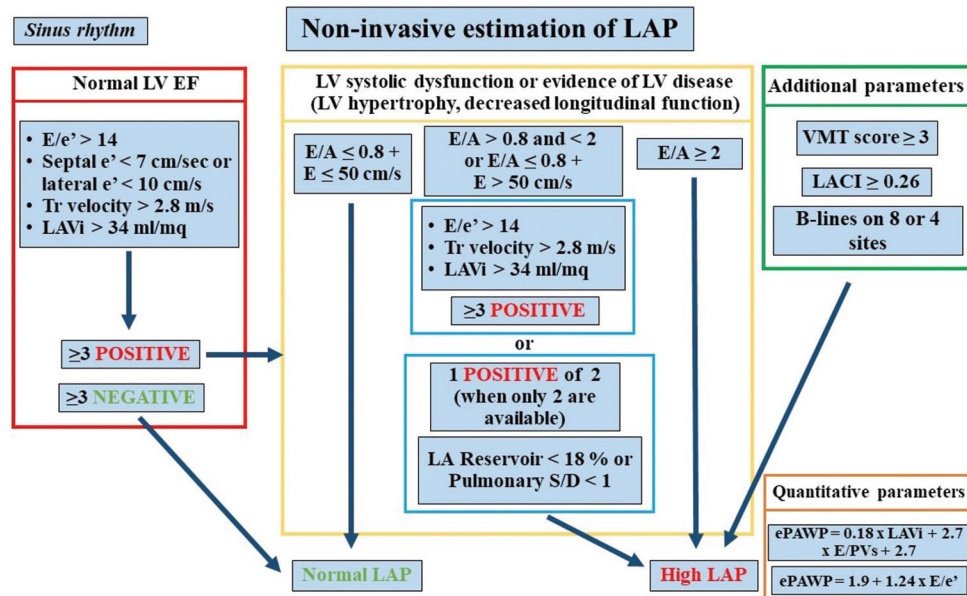 Sinus rhythm
Non-invasive estimation of LAP
Normal LV EF
• E/e' > 14
• Septal e' < 7 cm/sec or
lateral e' < 10 cm/s
• Tr velocity > 2.8 m/s
• LAVi > 34 ml/mq
≥3 POSITIVE
≥3 NEGATIVE
LV systolic dysfunction or evidence of LV disease
(LV hypertrophy, decreased longitudinal function)
E/A ≤ 0.8 +
E ≤ 50 cm/s
E/A > 0.8 and < 2
or E/A ≤ 0.8 +
E > 50 cm/s
E/A ≥ 2
• E/e' > 14
• Tr velocity > 2.8 m/s
• LAVi > 34 ml/mq
≥3 POSITIVE
or
1 POSITIVE of 2
(when only 2 are
available)
LA Reservoir < 18 % or
Pulmonary S/D < 1
Normal LAP
High LAP
Additional parameters
VMT score ≥ 3
LACI ≥ 0.26
B-lines on 8 or 4
sites
Quantitative parameters
ePAWP = 0.18 x LAVi + 2.7
x E/PVs + 2.7
ePAWP = 1.9 + 1.24 x E/e'